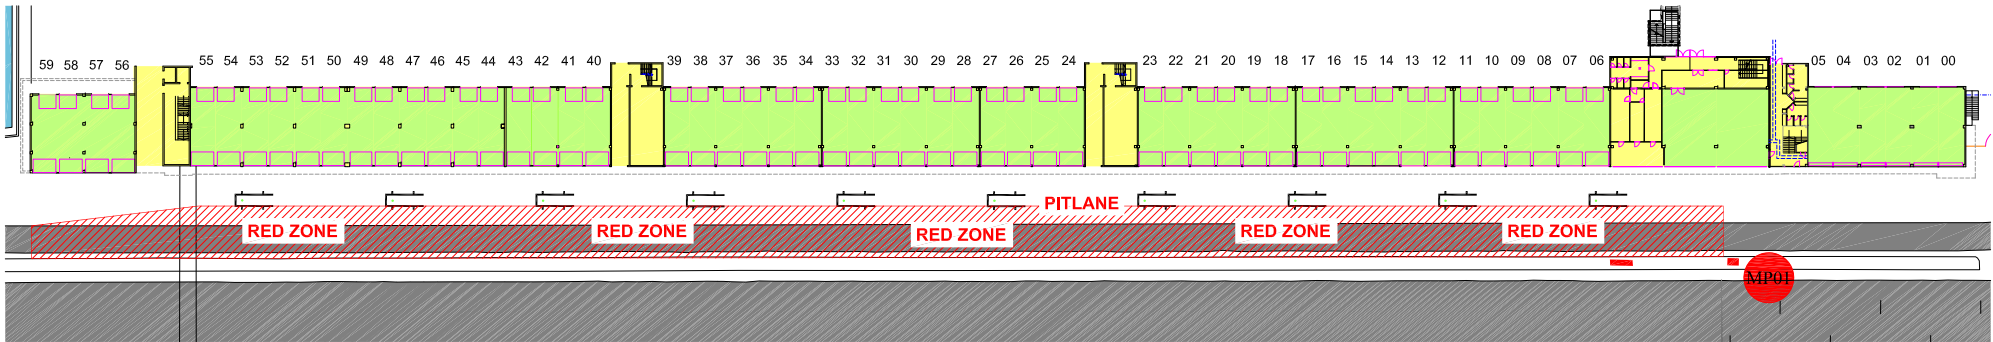 59 58 57 56 55 54 53 52 51 50 49 48 47 46 45 44 43 42 41 40 39 38 37 36 35 34 33 32 31 30 29 28 27 26 25 24 23 22 21 20 19 18 17 16 15 14 13 12 11 10 09 08 07 06 05 04 03 02 01 00
PITLANE
RED ZONE RED ZONE RED ZONE RED ZONE RED ZONE
MP01